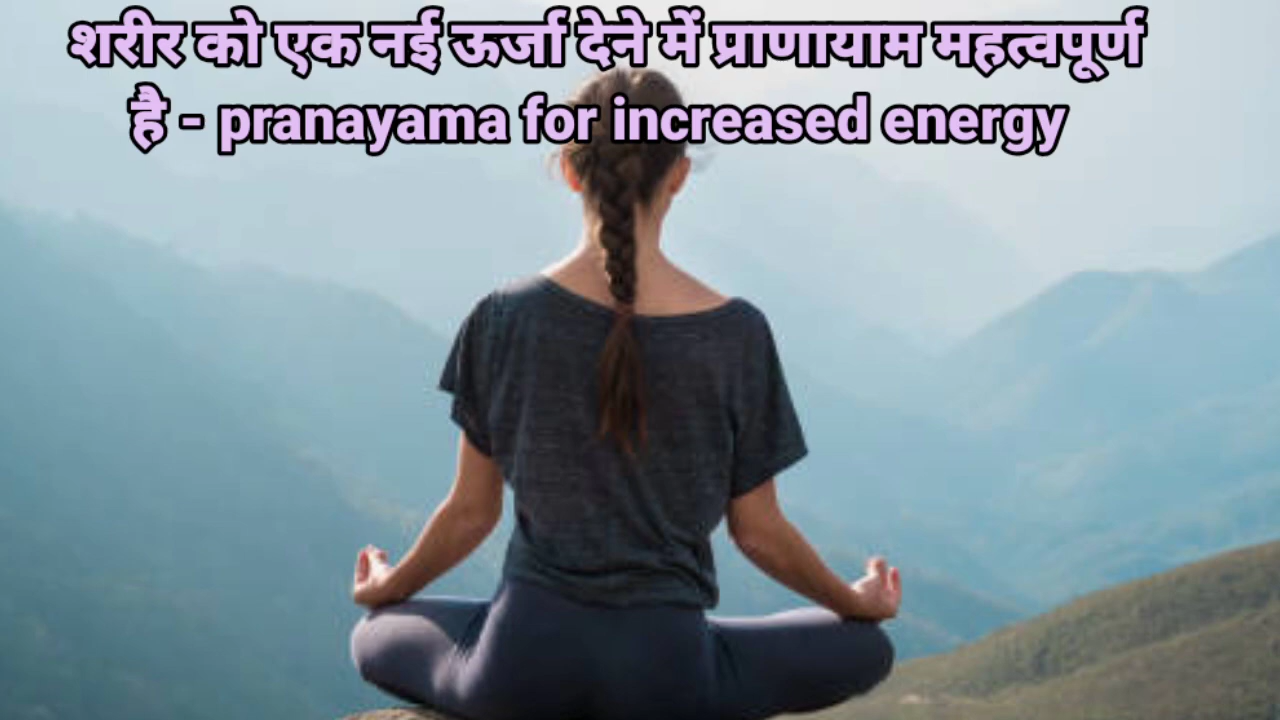 शरीर को एक नई ऊर्जा देने में प्राणायाम महत्वपूर्ण
है - pranayama for increased energy